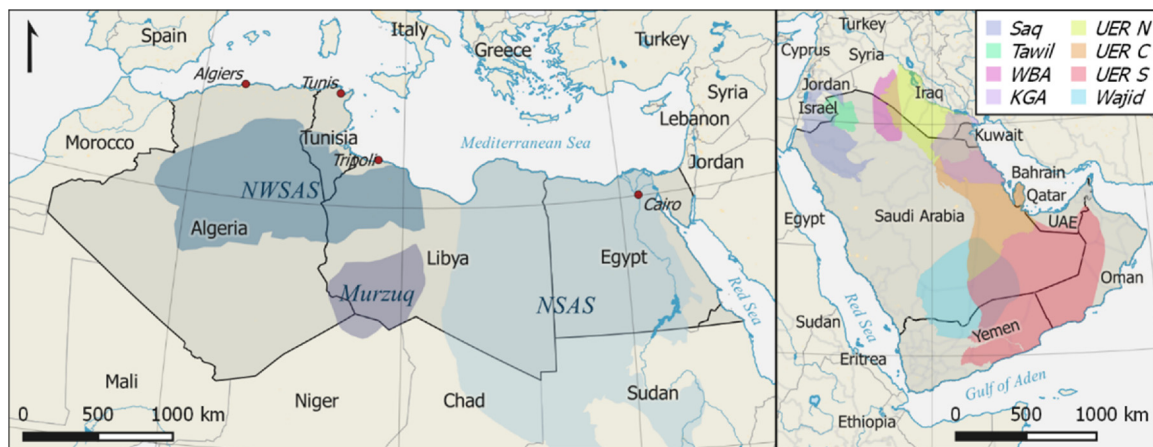 Spain
Italy
Greece
Turkey
Syria
Lebanon
Jordan
Algiers
Tunis
Morocco
Tunisia
Tripoli
Mediterranean Sea
NWSAS
Algeria
Cairo
Libya
Egypt
Murzuq
NSAS
Red Sea
Mali
Niger
Chad
Sudan
0 500 1000 km
Turkey
Cyprus
Syria
Jordan
Iraq
Israel
Kuwait
Bahrain
Qatar
Egypt
Saudi Arabia
UAE
Oman
Red Sea
Sudan
Yemen
Eritrea
Gulf of Aden
Ethiopia
0 500 1000 km
Saq
Tawil
WBA
KGA
UER N
UER C
UER S
Wajid